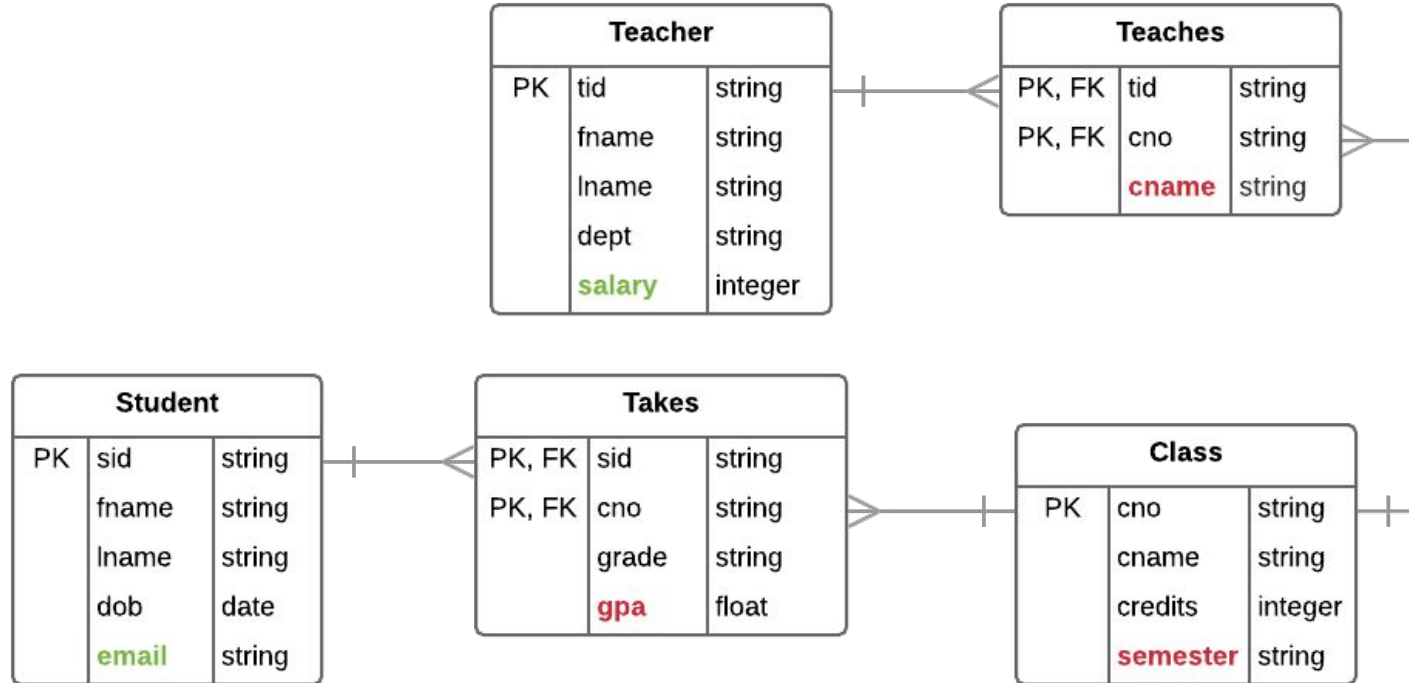 Teacher
PK tid string
fname string
lname string
dept string
salary integer
Teaches
PK, FK tid string
PK, FK cno string
cname string
Student
PK sid string
fname string
lname string
dob date
email string
Takes
PK, FK sid string
PK, FK cno string
grade string
gpa float
Class
PK cno string
cname string
credits integer
semester string